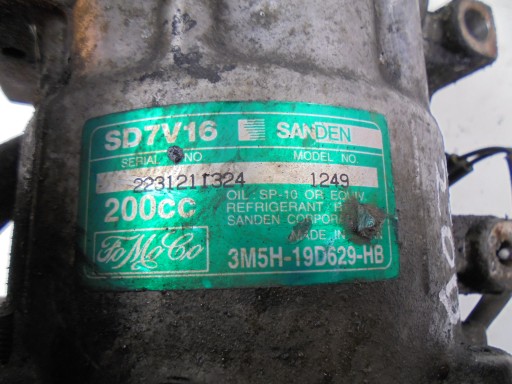 SD7V16 SANDEN
SERIAL NO MODEL NO.
2231211324 1249
200cc
OIL: SP-10 OR EQUIV.
REFRIGERANT
SANDEN
MADE IN
FoMoCo
3M5H-19D629-HB